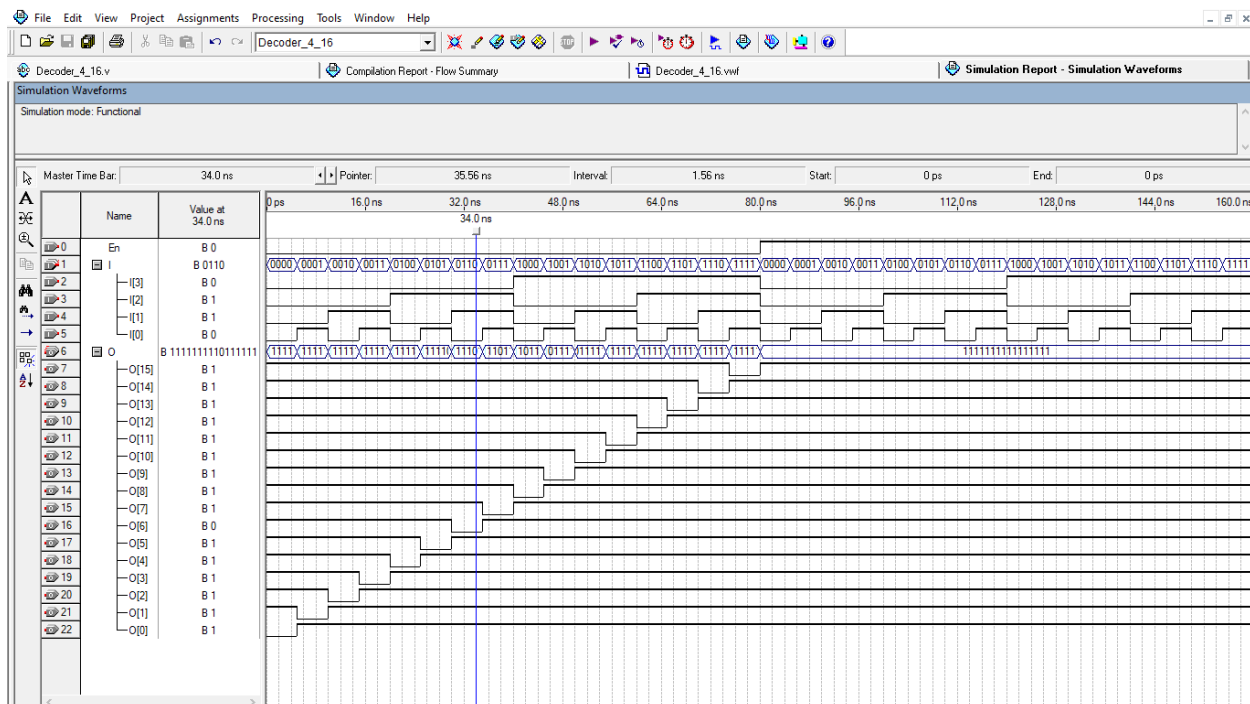 File Edit View Project Assignments Processing Tools Window Help
Decoder_4_16
Decoder_4_16.v Compilation Report - Flow Summary Decoder_4_16.vwf Simulation Report - Simulation Waveforms
Simulation Waveforms
Simulation mode: Functional
Master Time Bar: 34.0 ns Pointer: 35.56 ns Interval: 1.56 ns Start: 0 ps End: 0 ps
Name Value at 34.0 ns 0 ps 16.0 ns 32.0 ns 48.0 ns 64.0 ns 80.0 ns 96.0 ns 112.0 ns 128.0 ns 144.0 ns 160.0 ns
34.0 ns
0 En B 0
1 I B 0110 0000 0001 0010 0011 0100 0101 0110 0111 1000 1001 1010 1011 1100 1101 1110 1111 0000 0001 0010 0011 0100 0101 0110 0111 1000 1001 1010 1011 1100 1101 1110 1111
2 I[3] B 0
3 I[2] B 1
4 I[1] B 1
5 I[0] B 0
6 O B 1111111110111111 1111 1111 1111 1111 1111 1111 1110 1101 1011 0111 1111 1111 1111 1111 1111 1111 1111111111111111
7 O[15] B 1
8 O[14] B 1
9 O[13] B 1
10 O[12] B 1
11 O[11] B 1
12 O[10] B 1
13 O[9] B 1
14 O[8] B 1
15 O[7] B 1
16 O[6] B 0
17 O[5] B 1
18 O[4] B 1
19 O[3] B 1
20 O[2] B 1
21 O[1] B 1
22 O[0] B 1